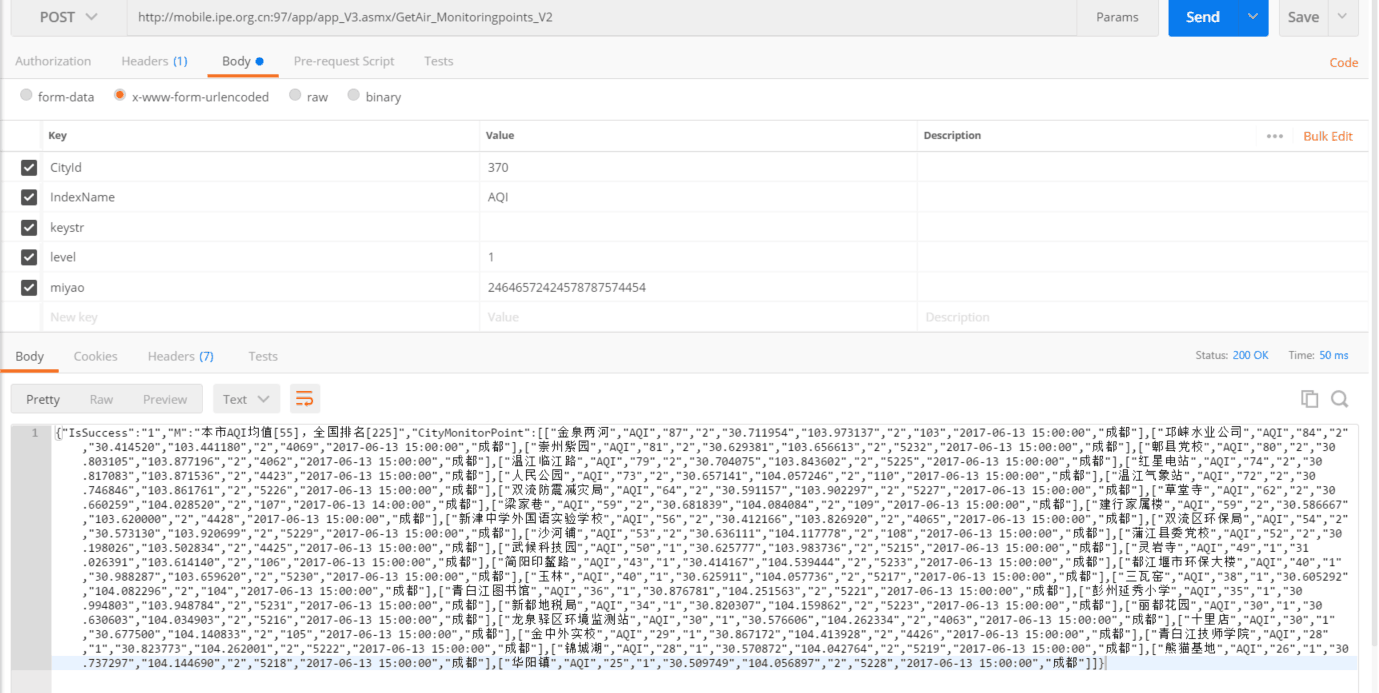 POST http://mobile.ipe.org.cn:97/app/app_V3.asmx/GetAir_Monitoringpoints_V2 Params Send Save
Authorization Headers (1) Body Pre-request Script Tests Code
form-data x-www-form-urlencoded raw binary
Key Value Description Bulk Edit
CityId 370
IndexName AQI
keystr
level 1
miyao 24646572424578787574454
New key Value Description
Body Cookies Headers (7) Tests Status: 200 OK Time: 50 ms
Pretty Raw Preview Text
1 {"IsSuccess":"1","M":"本市AQI均值[55]，全国排名[225]","CityMonitorPoint":[["金泉两河","AQI","87","2","30.711954","103.973137","2","103","2017-06-13 15:00:00","成都"],["邛崃水业公司","AQI","84","2"
,"30.414520","103.441180","2","4069","2017-06-13 15:00:00","成都"],["崇州紫园","AQI","81","2","30.629381","103.656613","2","5232","2017-06-13 15:00:00","成都"],["郫县党校","AQI","80","2","30
.803105","103.877196","2","4062","2017-06-13 15:00:00","成都"],["温江临江路","AQI","79","2","30.704075","103.843602","2","5225","2017-06-13 15:00:00","成都"],["红星电站","AQI","74","2","30
.817083","103.871536","2","4423","2017-06-13 15:00:00","成都"],["人民公园","AQI","73","2","30.657141","104.057246","2","110","2017-06-13 15:00:00","成都"],["温江气象站","AQI","72","2","30
.746846","103.861761","2","5226","2017-06-13 15:00:00","成都"],["双流防震减灾局","AQI","64","2","30.591157","103.902297","2","5227","2017-06-13 15:00:00","成都"],["草堂寺","AQI","62","2","30
.660259","104.028520","2","107","2017-06-13 14:00:00","成都"],["梁家巷","AQI","59","2","30.681839","104.084084","2","109","2017-06-13 15:00:00","成都"],["建行家属楼","AQI","59","2","30.586667"
,"103.620000","2","4428","2017-06-13 15:00:00","成都"],["新津中学外国语实验学校","AQI","56","2","30.412166","103.826920","2","4065","2017-06-13 15:00:00","成都"],["双流区环保局","AQI","54","2"
,"30.573130","103.920699","2","5229","2017-06-13 15:00:00","成都"],["沙河铺","AQI","53","2","30.636111","104.117778","2","108","2017-06-13 15:00:00","成都"],["蒲江县委党校","AQI","52","2","30
.198026","103.502834","2","4425","2017-06-13 15:00:00","成都"],["武候科技园","AQI","50","1","30.625777","103.983736","2","5215","2017-06-13 15:00:00","成都"],["灵岩寺","AQI","49","1","31
.026391","103.614140","2","106","2017-06-13 15:00:00","成都"],["简阳印鳌路","AQI","43","1","30.414167","104.539444","2","5233","2017-06-13 15:00:00","成都"],["都江堰市环保大楼","AQI","40","1"
,"30.988287","103.659620","2","5230","2017-06-13 15:00:00","成都"],["玉林","AQI","40","1","30.625911","104.057736","2","5217","2017-06-13 15:00:00","成都"],["三瓦窑","AQI","38","1","30.605292"
,"104.082296","2","104","2017-06-13 15:00:00","成都"],["青白江图书馆","AQI","36","1","30.876781","104.251563","2","5221","2017-06-13 15:00:00","成都"],["彭州延秀小学","AQI","35","1","30
.994803","103.948784","2","5231","2017-06-13 15:00:00","成都"],["新都地税局","AQI","34","1","30.820307","104.159862","2","5223","2017-06-13 15:00:00","成都"],["丽都花园","AQI","30","1","30
.630603","104.034903","2","5216","2017-06-13 15:00:00","成都"],["龙泉驿区环境监测站","AQI","30","1","30.576606","104.262334","2","4063","2017-06-13 15:00:00","成都"],["十里店","AQI","30","1"
,"30.677500","104.140833","2","105","2017-06-13 15:00:00","成都"],["金中外实校","AQI","29","1","30.867172","104.413928","2","4426","2017-06-13 15:00:00","成都"],["青白江技师学院","AQI","28"
,"1","30.823773","104.262001","2","5222","2017-06-13 15:00:00","成都"],["锦城湖","AQI","28","1","30.570872","104.042764","2","5219","2017-06-13 15:00:00","成都"],["熊猫基地","AQI","26","1","30
.737297","104.144690","2","5218","2017-06-13 15:00:00","成都"],["华阳镇","AQI","25","1","30.509749","104.056897","2","5228","2017-06-13 15:00:00","成都"]]}